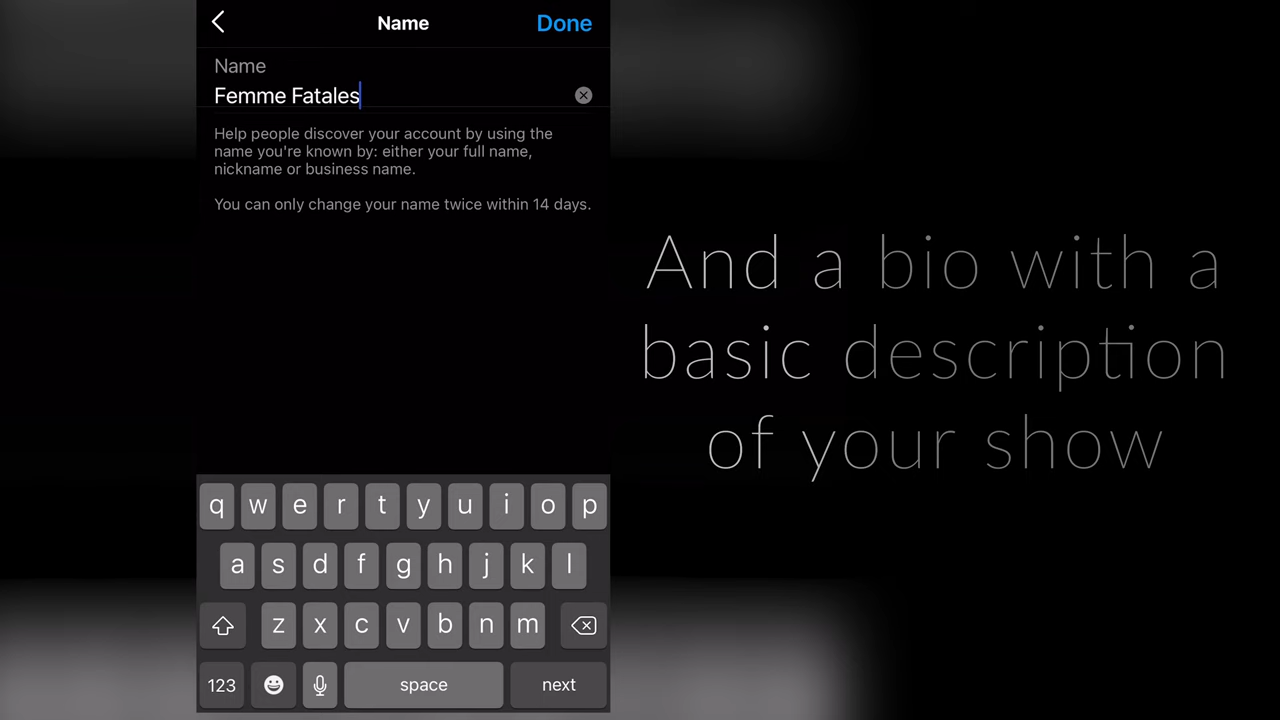 Name
Done
Name
Femme Fatales
Help people discover your account by using the
name you're known by: either your full name,
nickname or business name.
You can only change your name twice within 14 days.
And a bio with a
basic description
of your show
q w e r t y u i o p
a s d f g h j k l
z x c v b n m
123 space next